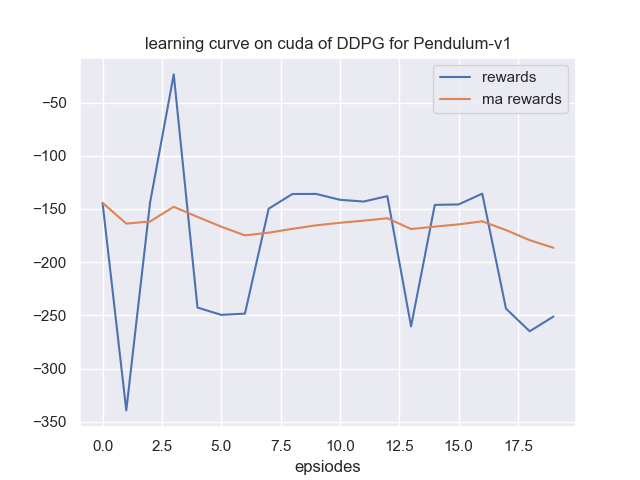 learning curve on cuda of DDPG for Pendulum-v1
rewards
ma rewards
−50
−100
−150
−200
−250
−300
−350
0.0 2.5 5.0 7.5 10.0 12.5 15.0 17.5
epsiodes